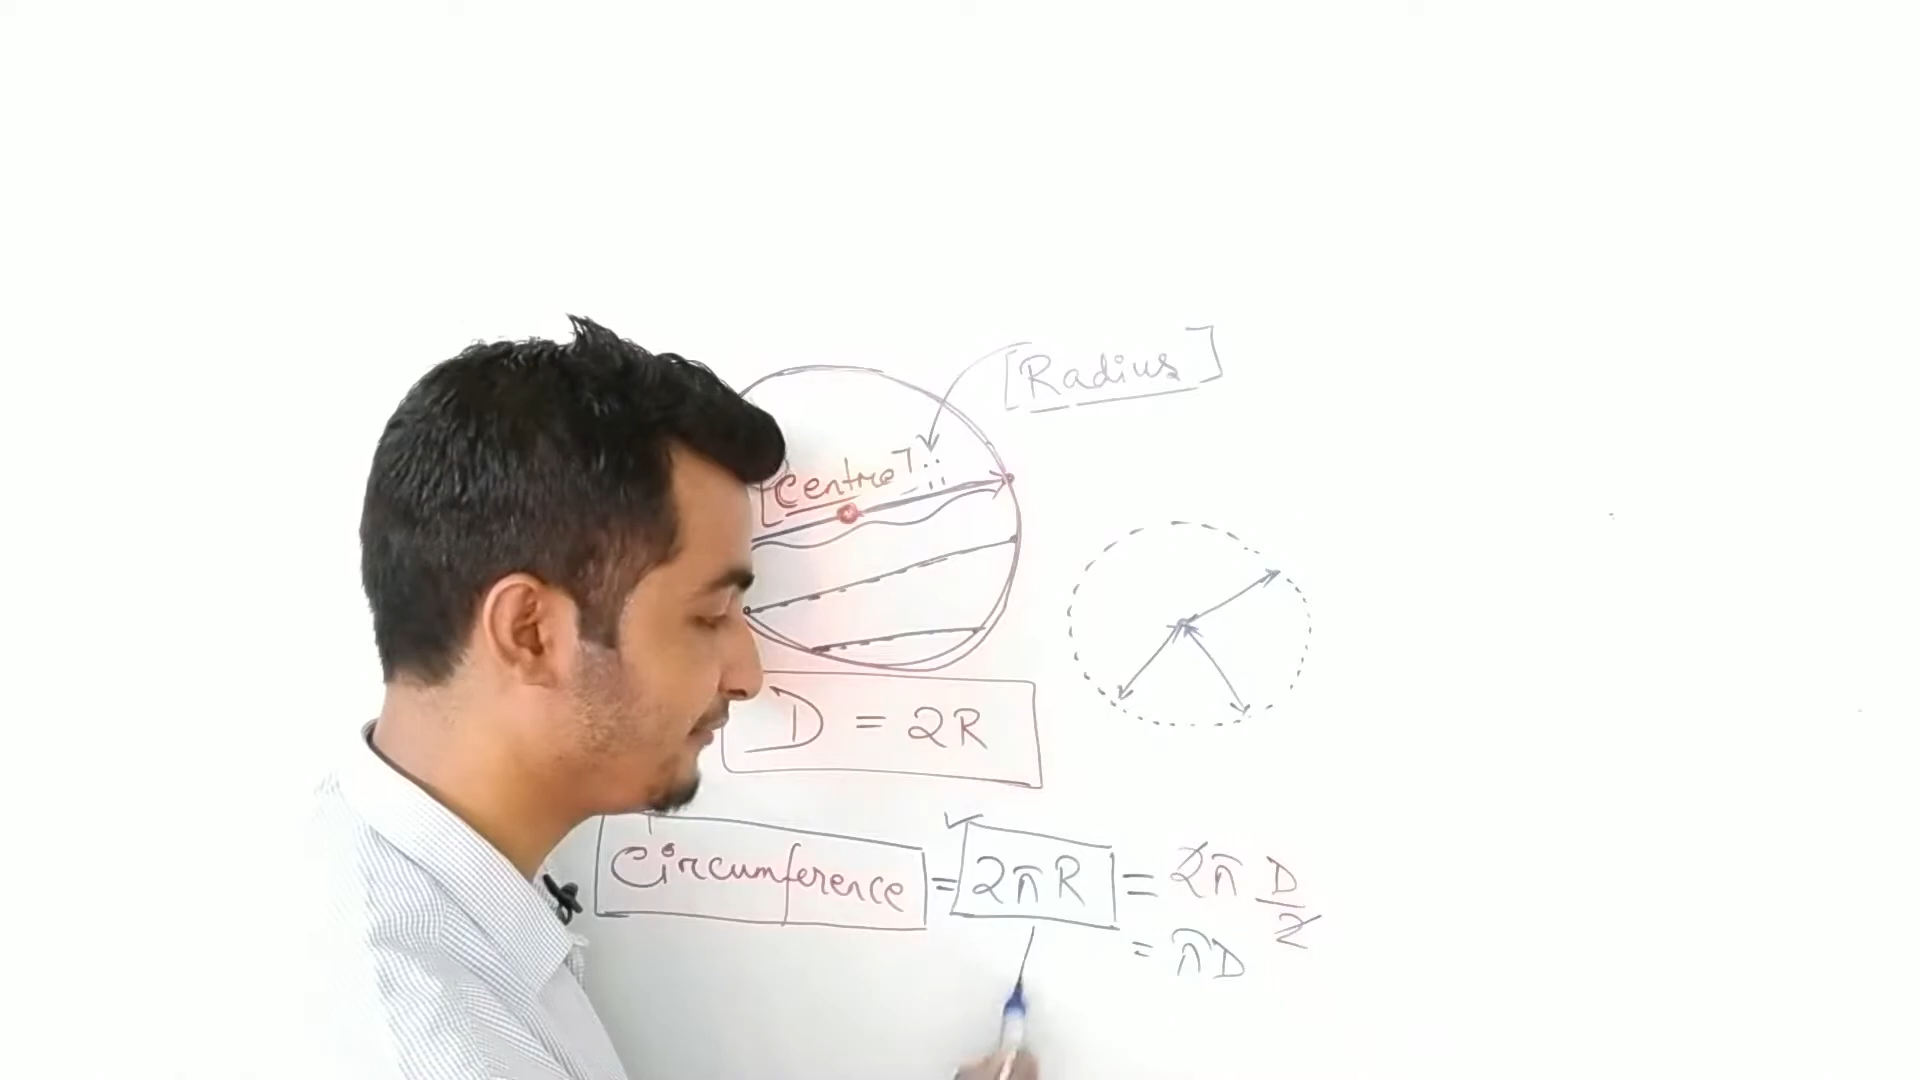 [Radius]
[Centre]
D = 2R
Circumference = 2πR = 2π D/2
= πD